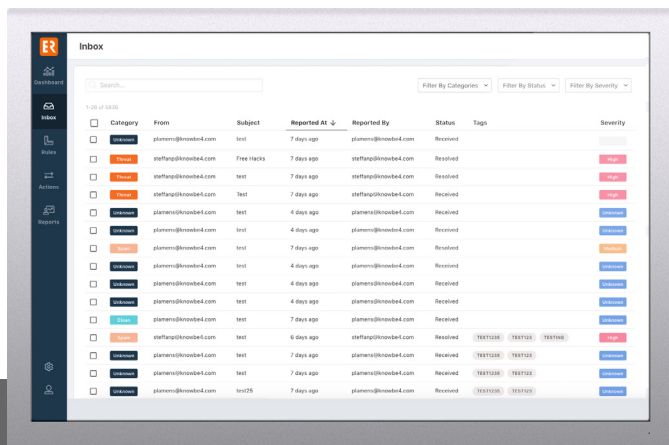 ER
Inbox
Dashboard
Inbox
Rules
Actions
Reports
Search...
Filter By Categories
Filter By Status
Filter By Severity
Category From Subject Reported At ↓ Reported By Status Tags Severity
Unknown plamens@knowbe4.com test 7 days ago plamens@knowbe4.com Received
Threat steffanp@knowbe4.com Free Hacks 7 days ago steffanp@knowbe4.com Resolved High
Threat steffanp@knowbe4.com test 7 days ago steffanp@knowbe4.com Received High
Threat steffanp@knowbe4.com Test 7 days ago steffanp@knowbe4.com Received High
Unknown plamens@knowbe4.com test 4 days ago plamens@knowbe4.com Received Unknown
Unknown plamens@knowbe4.com test 4 days ago plamens@knowbe4.com Received Unknown
Spam plamens@knowbe4.com test 7 days ago plamens@knowbe4.com Resolved Medium
Unknown plamens@knowbe4.com test 4 days ago plamens@knowbe4.com Received Unknown
Unknown plamens@knowbe4.com test 4 days ago plamens@knowbe4.com Received Unknown
Unknown plamens@knowbe4.com test 4 days ago plamens@knowbe4.com Received Unknown
Clean plamens@knowbe4.com test 7 days ago plamens@knowbe4.com Received Unknown
Spam steffanp@knowbe4.com test 6 days ago steffanp@knowbe4.com Resolved TEST123 TESTING High
Unknown plamens@knowbe4.com test 7 days ago plamens@knowbe4.com Received TEST123 Unknown
Unknown plamens@knowbe4.com test 7 days ago plamens@knowbe4.com Received TEST123 Unknown
Unknown plamens@knowbe4.com test25 7 days ago plamens@knowbe4.com Received TEST123 Unknown